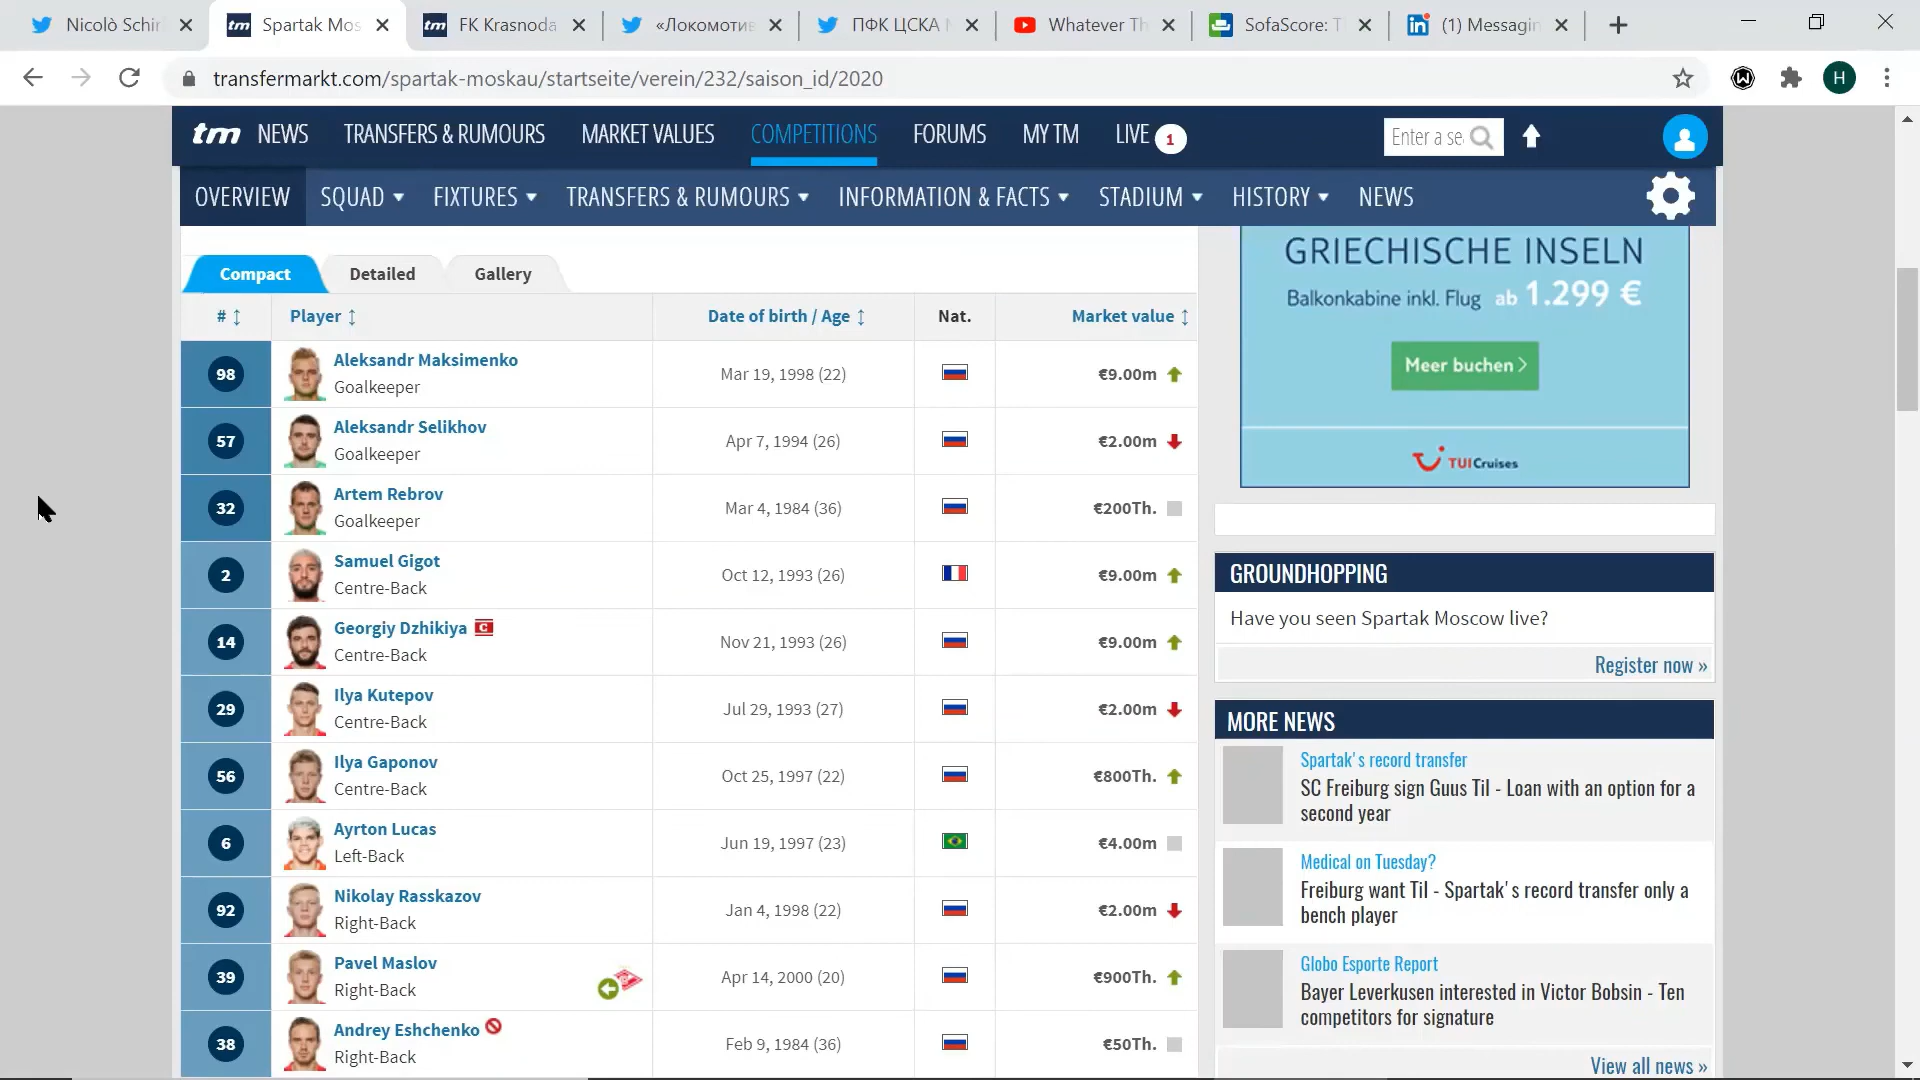 Nicolò Schir
Spartak Mos
FK Krasnoda
«Локомотив
ПФК ЦСКА
Whatever Th
SofaScore: T
(1) Messagin
transfermarkt.com/spartak-moskau/startseite/verein/232/saison_id/2020
H
tm NEWS TRANSFERS & RUMOURS MARKET VALUES COMPETITIONS FORUMS MY TM LIVE 1
Enter a se
OVERVIEW SQUAD FIXTURES TRANSFERS & RUMOURS INFORMATION & FACTS STADIUM HISTORY NEWS
Compact Detailed Gallery
# Player Date of birth / Age Nat. Market value
98 Aleksandr Maksimenko Mar 19, 1998 (22) €9.00m
Goalkeeper
57 Aleksandr Selikhov Apr 7, 1994 (26) €2.00m
Goalkeeper
32 Artem Rebrov Mar 4, 1984 (36) €200Th.
Goalkeeper
2 Samuel Gigot Oct 12, 1993 (26) €9.00m
Centre-Back
14 Georgiy Dzhikiya C Nov 21, 1993 (26) €9.00m
Centre-Back
29 Ilya Kutepov Jul 29, 1993 (27) €2.00m
Centre-Back
56 Ilya Gaponov Oct 25, 1997 (22) €800Th.
Centre-Back
6 Ayrton Lucas Jun 19, 1997 (23) €4.00m
Left-Back
92 Nikolay Rasskazov Jan 4, 1998 (22) €2.00m
Right-Back
39 Pavel Maslov Apr 14, 2000 (20) €900Th.
Right-Back
38 Andrey Eshchenko Feb 9, 1984 (36) €50Th.
Right-Back
GRIECHISCHE INSELN
Balkonkabine inkl. Flug ab 1.299 €
Meer buchen
TUI Cruises
GROUNDHOPPING
Have you seen Spartak Moscow live?
Register now »
MORE NEWS
Spartak's record transfer
SC Freiburg sign Guus Til - Loan with an option for a
second year
Medical on Tuesday?
Freiburg want Til - Spartak's record transfer only a
bench player
Globo Esporte Report
Bayer Leverkusen interested in Victor Bobsin - Ten
competitors for signature
View all news »